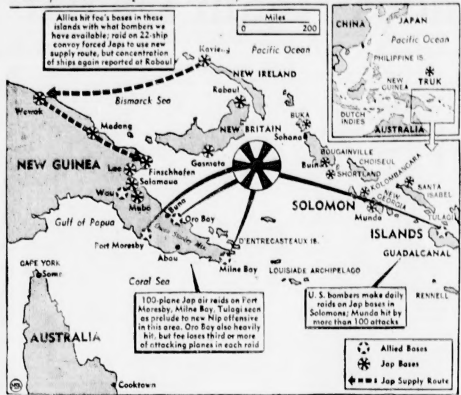 Allies hit foe's bases in these
islands with what bombers we
have available; raid on 22-ship
convoy forced Japs to use new
supply route, but concentration
of ships again reported at Rabaul
Miles
0 200
CHINA
JAPAN
Pacific Ocean
PHILIPPINE IS.
TRUK
NEW
GUINEA
DUTCH
INDIES
AUSTRALIA
Kavieng
Pacific Ocean
NEW IRELAND
Rabaul
Bismarck Sea
Wewak
Madang
NEW BRITAIN
BUKA
Sohana
BOUGAINVILLE
CHOISEUL
Buin
SHORTLAND
KOLOMBANGARA
NEW GEORGIA
SANTA
ISABEL
NEW GUINEA
Lae
Finschhafen
Gasmata
Salamaua
Wau
Mubo
Buna
SOLOMON
Munda
TULAGI
Gulf of Papua
Oro Bay
Owen Stanley Mts.
Port Moresby
D'ENTRECASTEAUX IS.
ISLANDS
GUADALCANAL
CAPE YORK
Abau
Milne Bay
LOUISIADE ARCHIPELAGO
RENNELL
Coral Sea
100-plane Jap air raids on Port
Moresby, Milne Bay, Tulagi seen
as prelude to new Nip offensive
in this area. Oro Bay also heavily
hit, but foe loses third or more
of attacking planes in each raid
U. S. bombers make daily
raids on Jap bases in
Solomons; Munda hit by
more than 100 attacks
AUSTRALIA
Cooktown
Allied Bases
Jap Bases
Jap Supply Route